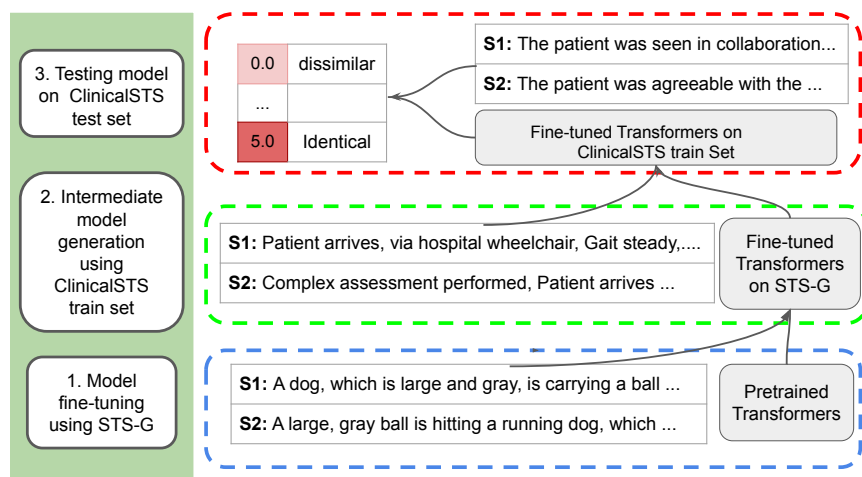 3. Testing model
on ClinicalSTS
test set
0.0 dissimilar
...
5.0 Identical
S1: The patient was seen in collaboration...
S2: The patient was agreeable with the ...
Fine-tuned Transformers on
ClinicalSTS train Set
2. Intermediate
model
generation
using
ClinicalSTS
train set
S1: Patient arrives, via hospital wheelchair, Gait steady,....
S2: Complex assessment performed, Patient arrives ...
Fine-tuned
Transformers
on STS-G
1. Model
fine-tuning
using STS-G
S1: A dog, which is large and gray, is carrying a ball ...
S2: A large, gray ball is hitting a running dog, which ...
Pretrained
Transformers